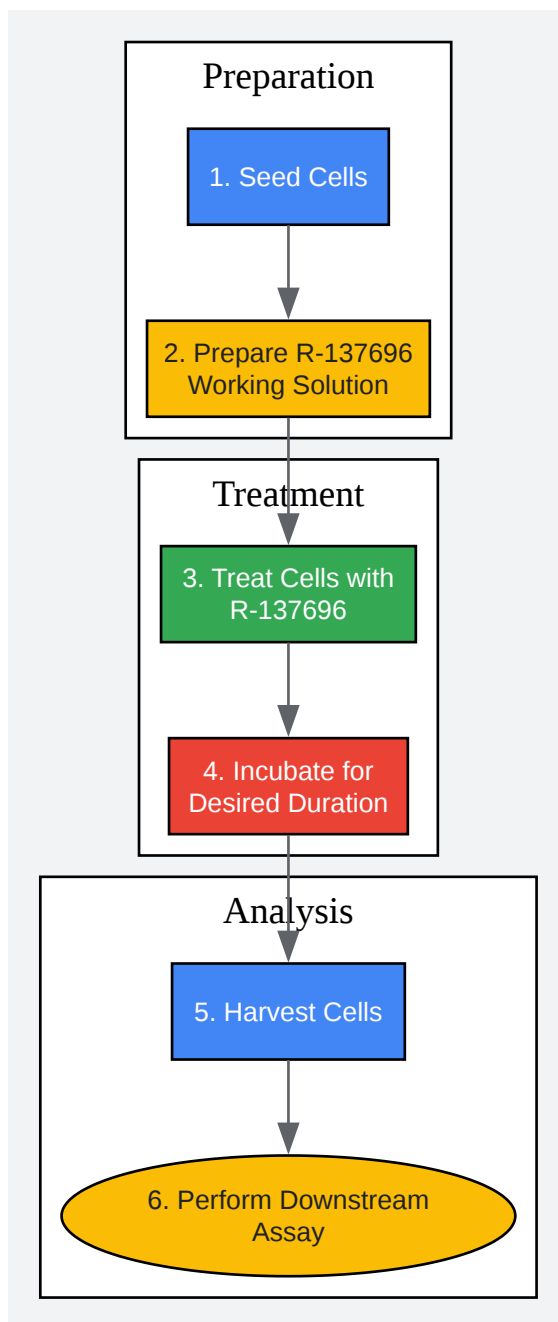 Preparation
1. Seed Cells
2. Prepare R-137696
Working Solution
Treatment
3. Treat Cells with
R-137696
4. Incubate for
Desired Duration
Analysis
5. Harvest Cells
6. Perform Downstream
Assay